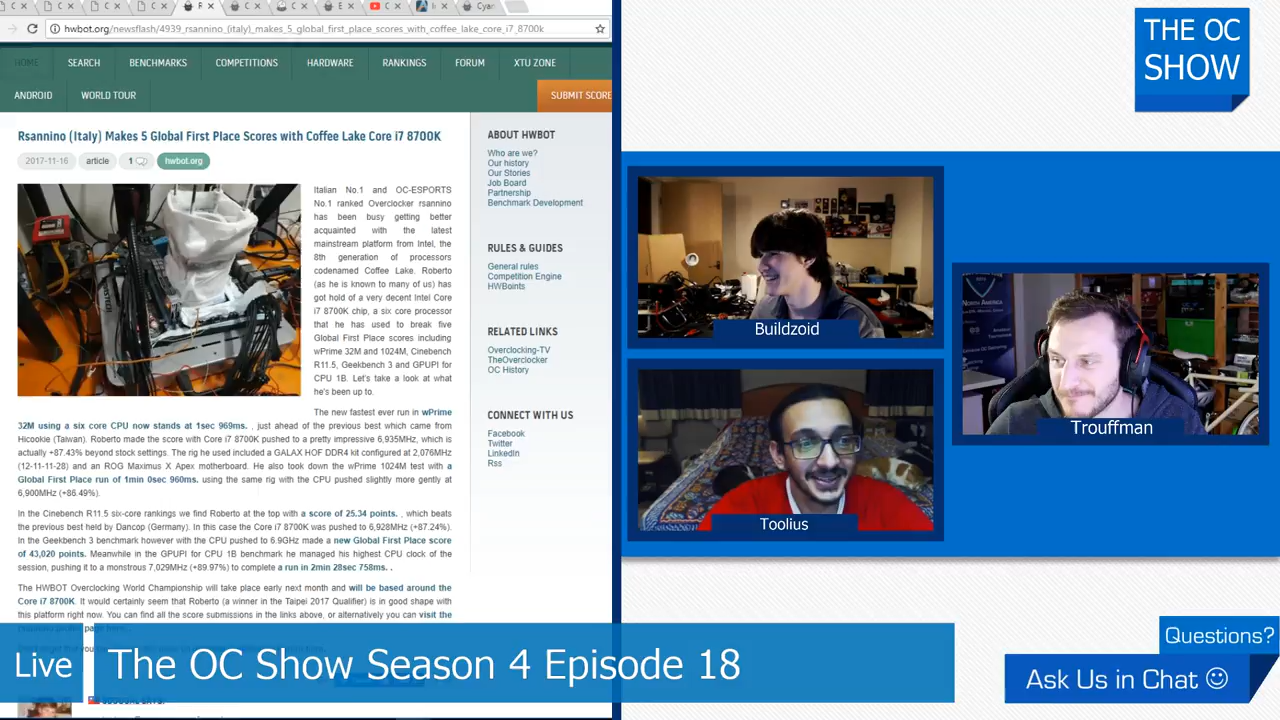 hwbot.org/newsflash/4939_rsannino_(italy)_makes_5_global_first_place_scores_with_coffee_lake_core_i7_8700k
HOME SEARCH BENCHMARKS COMPETITIONS HARDWARE RANKINGS FORUM XTU ZONE
ANDROID WORLD TOUR SUBMIT SCORE
Rsannino (Italy) Makes 5 Global First Place Scores with Coffee Lake Core i7 8700K
2017-11-16 article 1 hwbot.org
Italian No.1 and OC-ESPORTS
No.1 ranked Overclocker rsannino
has been busy getting better
acquainted with the latest
mainstream platform from Intel, the
8th generation of processors
codenamed Coffee Lake. Roberto
(as he is known to many of us) has
got hold of a very decent Intel Core
i7 8700K chip, a six core processor
that he has used to break five
Global First Place scores including
wPrime 32M and 1024M, Cinebench
R11.5, Geekbench 3 and GPUPI for
CPU 1B. Let's take a look at what
he's been up to.
The new fastest ever run in wPrime
32M using a six core CPU now stands at 1sec 969ms. , just ahead of the previous best which came from
Hicookie (Taiwan). Roberto made the score with Core i7 8700K pushed to a pretty impressive 6,935MHz, which is
actually +87.43% beyond stock settings. The rig he used included a GALAX HOF DDR4 kit configured at 2,076MHz
(12-11-11-28) and an ROG Maximus X Apex motherboard. He also took down the wPrime 1024M test with a
Global First Place run of 1min 0sec 960ms. using the same rig with the CPU pushed slightly more gently at
6,900MHz (+86.49%).
In the Cinebench R11.5 six-core rankings we find Roberto at the top with a score of 25.34 points. , which beats
the previous best held by Dancop (Germany). In this case the Core i7 8700K was pushed to 6,928MHz (+87.24%).
In the Geekbench 3 benchmark however with the CPU pushed to 6.9GHz made a new Global First Place score
of 43,020 points. Meanwhile in the GPUPI for CPU 1B benchmark he managed his highest CPU clock of the
session, pushing it to a monstrous 7,029MHz (+89.97%) to complete a run in 2min 28sec 758ms. .
The HWBOT Overclocking World Championship will take place early next month and will be based around the
Core i7 8700K. It would certainly seem that Roberto (a winner in the Taipei 2017 Qualifier) is in good shape with
this platform right now. You can find all the score submissions in the links above, or alternatively you can visit the
ABOUT HWBOT
Who are we?
Our history
Our Stories
Job Board
Partnership
Benchmark Development
RULES & GUIDES
General rules
Competition Engine
HWBoints
RELATED LINKS
Overclocking-TV
TheOverclocker
OC History
CONNECT WITH US
Facebook
Twitter
LinkedIn
Rss
THE OC
SHOW
Buildzoid
NORTH AMERICA
Trouffman
Toolius
Questions?
Ask Us in Chat ☺
Live The OC Show Season 4 Episode 18